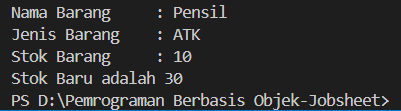 Nama Barang     : Pensil
Jenis Barang    : ATK
Stok Barang     : 10
Stok Baru adalah 30
PS D:\Pemrograman Berbasis Objek-Jobsheet>